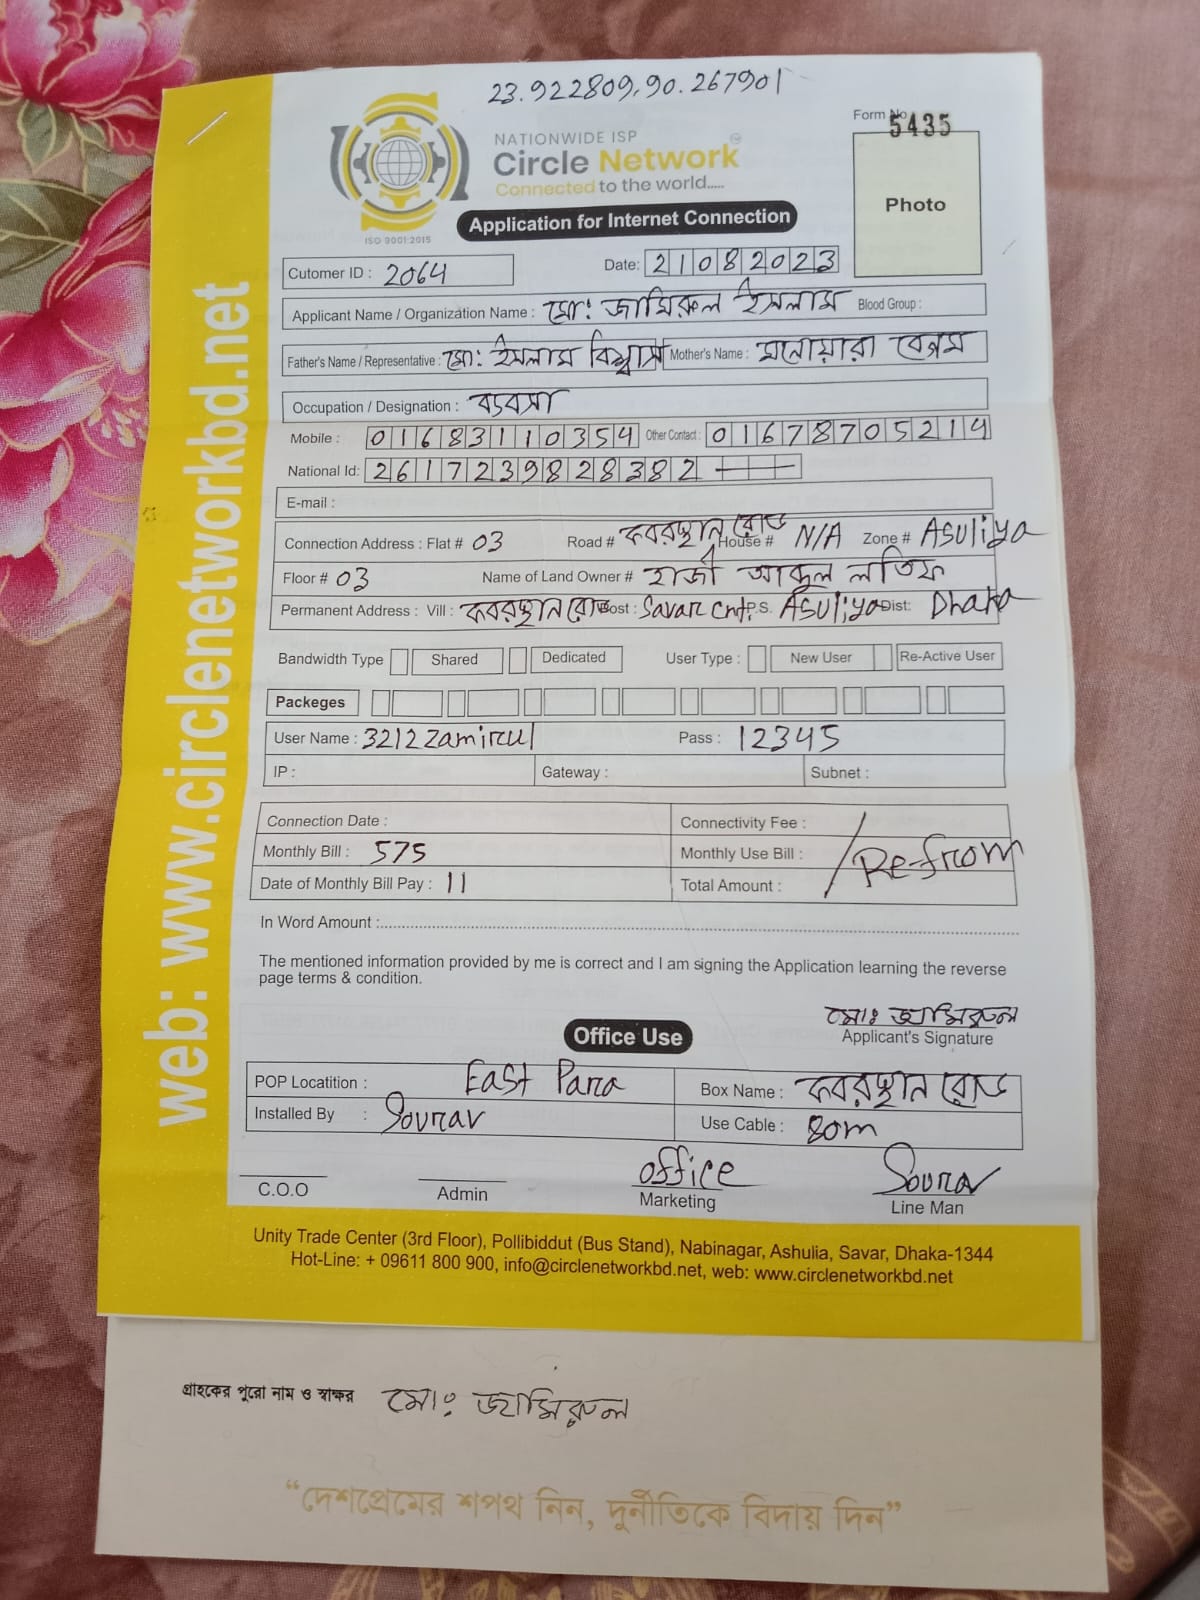 23.922809,90.267901
Form No 5435
NATIONWIDE ISP
Circle Network
Connected to the world.....
ISO 9001:2015
Application for Internet Connection
Photo
Cutomer ID : 2064
Date: 21082023
Applicant Name / Organization Name : মো: জামিরুল ইসলাম Blood Group :
Father's Name / Representative : মো: ইসলাম বিশ্বাস Mother's Name : মনোয়ারা বেগম
Occupation / Designation : ব্যবসা
Mobile : 01683110354 Other Contact : 01678705214
National Id: 2617239828382
E-mail :
Connection Address : Flat # 03 Road # কবরস্থান রোড House # N/A Zone # Asuliya
Floor # 03 Name of Land Owner # হাজী আব্দুল লতিফ
Permanent Address : Vill : কবরস্থান রোড Post : Savar Cnt. P.S. Asuliya Dist: Dhaka
Bandwidth Type Shared Dedicated User Type : New User Re-Active User
Packeges
User Name : 3212zamirul Pass : 12345
IP : Gateway : Subnet :
Connection Date : Connectivity Fee :
Monthly Bill : 575 Monthly Use Bill : Re-from
Date of Monthly Bill Pay : 11 Total Amount :
In Word Amount :
The mentioned information provided by me is correct and I am signing the Application learning the reverse
page terms & condition.
মোঃ জামিরুল
Applicant's Signature
Office Use
POP Locatition : East Para Box Name : কবরস্থান রোড
Installed By : Sourav Use Cable : 80m
office Sourav
C.O.O Admin Marketing Line Man
Unity Trade Center (3rd Floor), Pollibiddut (Bus Stand), Nabinagar, Ashulia, Savar, Dhaka-1344
Hot-Line: + 09611 800 900, info@circlenetworkbd.net, web: www.circlenetworkbd.net
web: www.circlenetworkbd.net
গ্রাহকের পুরো নাম ও স্বাক্ষর মোঃ জামিরুল
“দেশপ্রেমের শপথ নিন, দুর্নীতিকে বিদায় দিন”